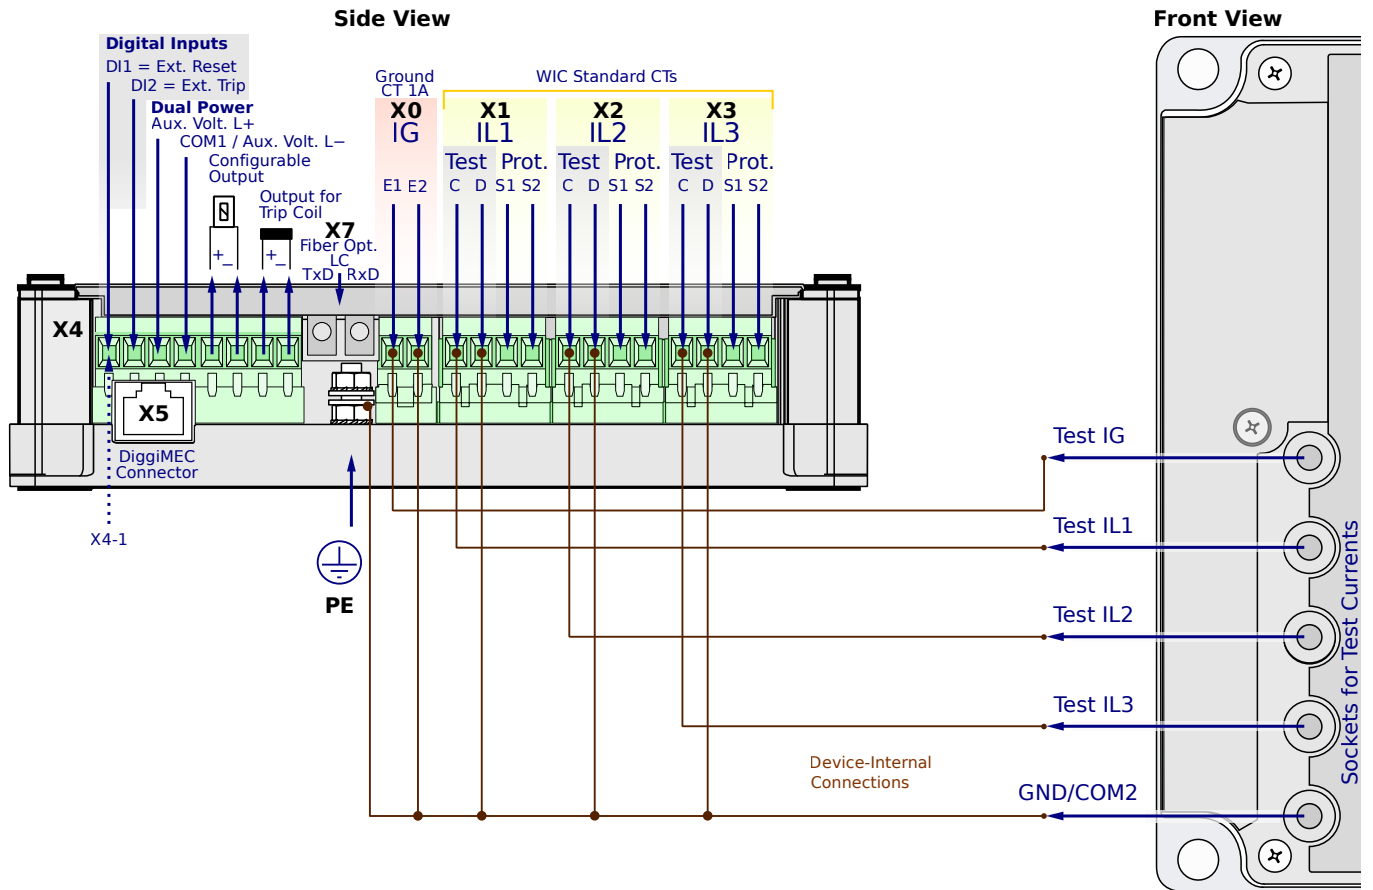 Side View
Front View
Digital Inputs
DI1 = Ext. Reset
DI2 = Ext. Trip
Dual Power
Aux. Volt. L+
COM1 / Aux. Volt. L−
Configurable
Output
+ −
Output for
Trip Coil
+ −
X7
Fiber Opt.
LC
TxD RxD
Ground
CT 1A
X0
IG
E1 E2
WIC Standard CTs
X1
IL1
Test Prot.
C D S1 S2
X2
IL2
Test Prot.
C D S1 S2
X3
IL3
Test Prot.
C D S1 S2
X4
X5
DiggiMEC
Connector
X4-1
PE
Test IG
Test IL1
Test IL2
Test IL3
GND/COM2
Device-Internal
Connections
Sockets for Test Currents